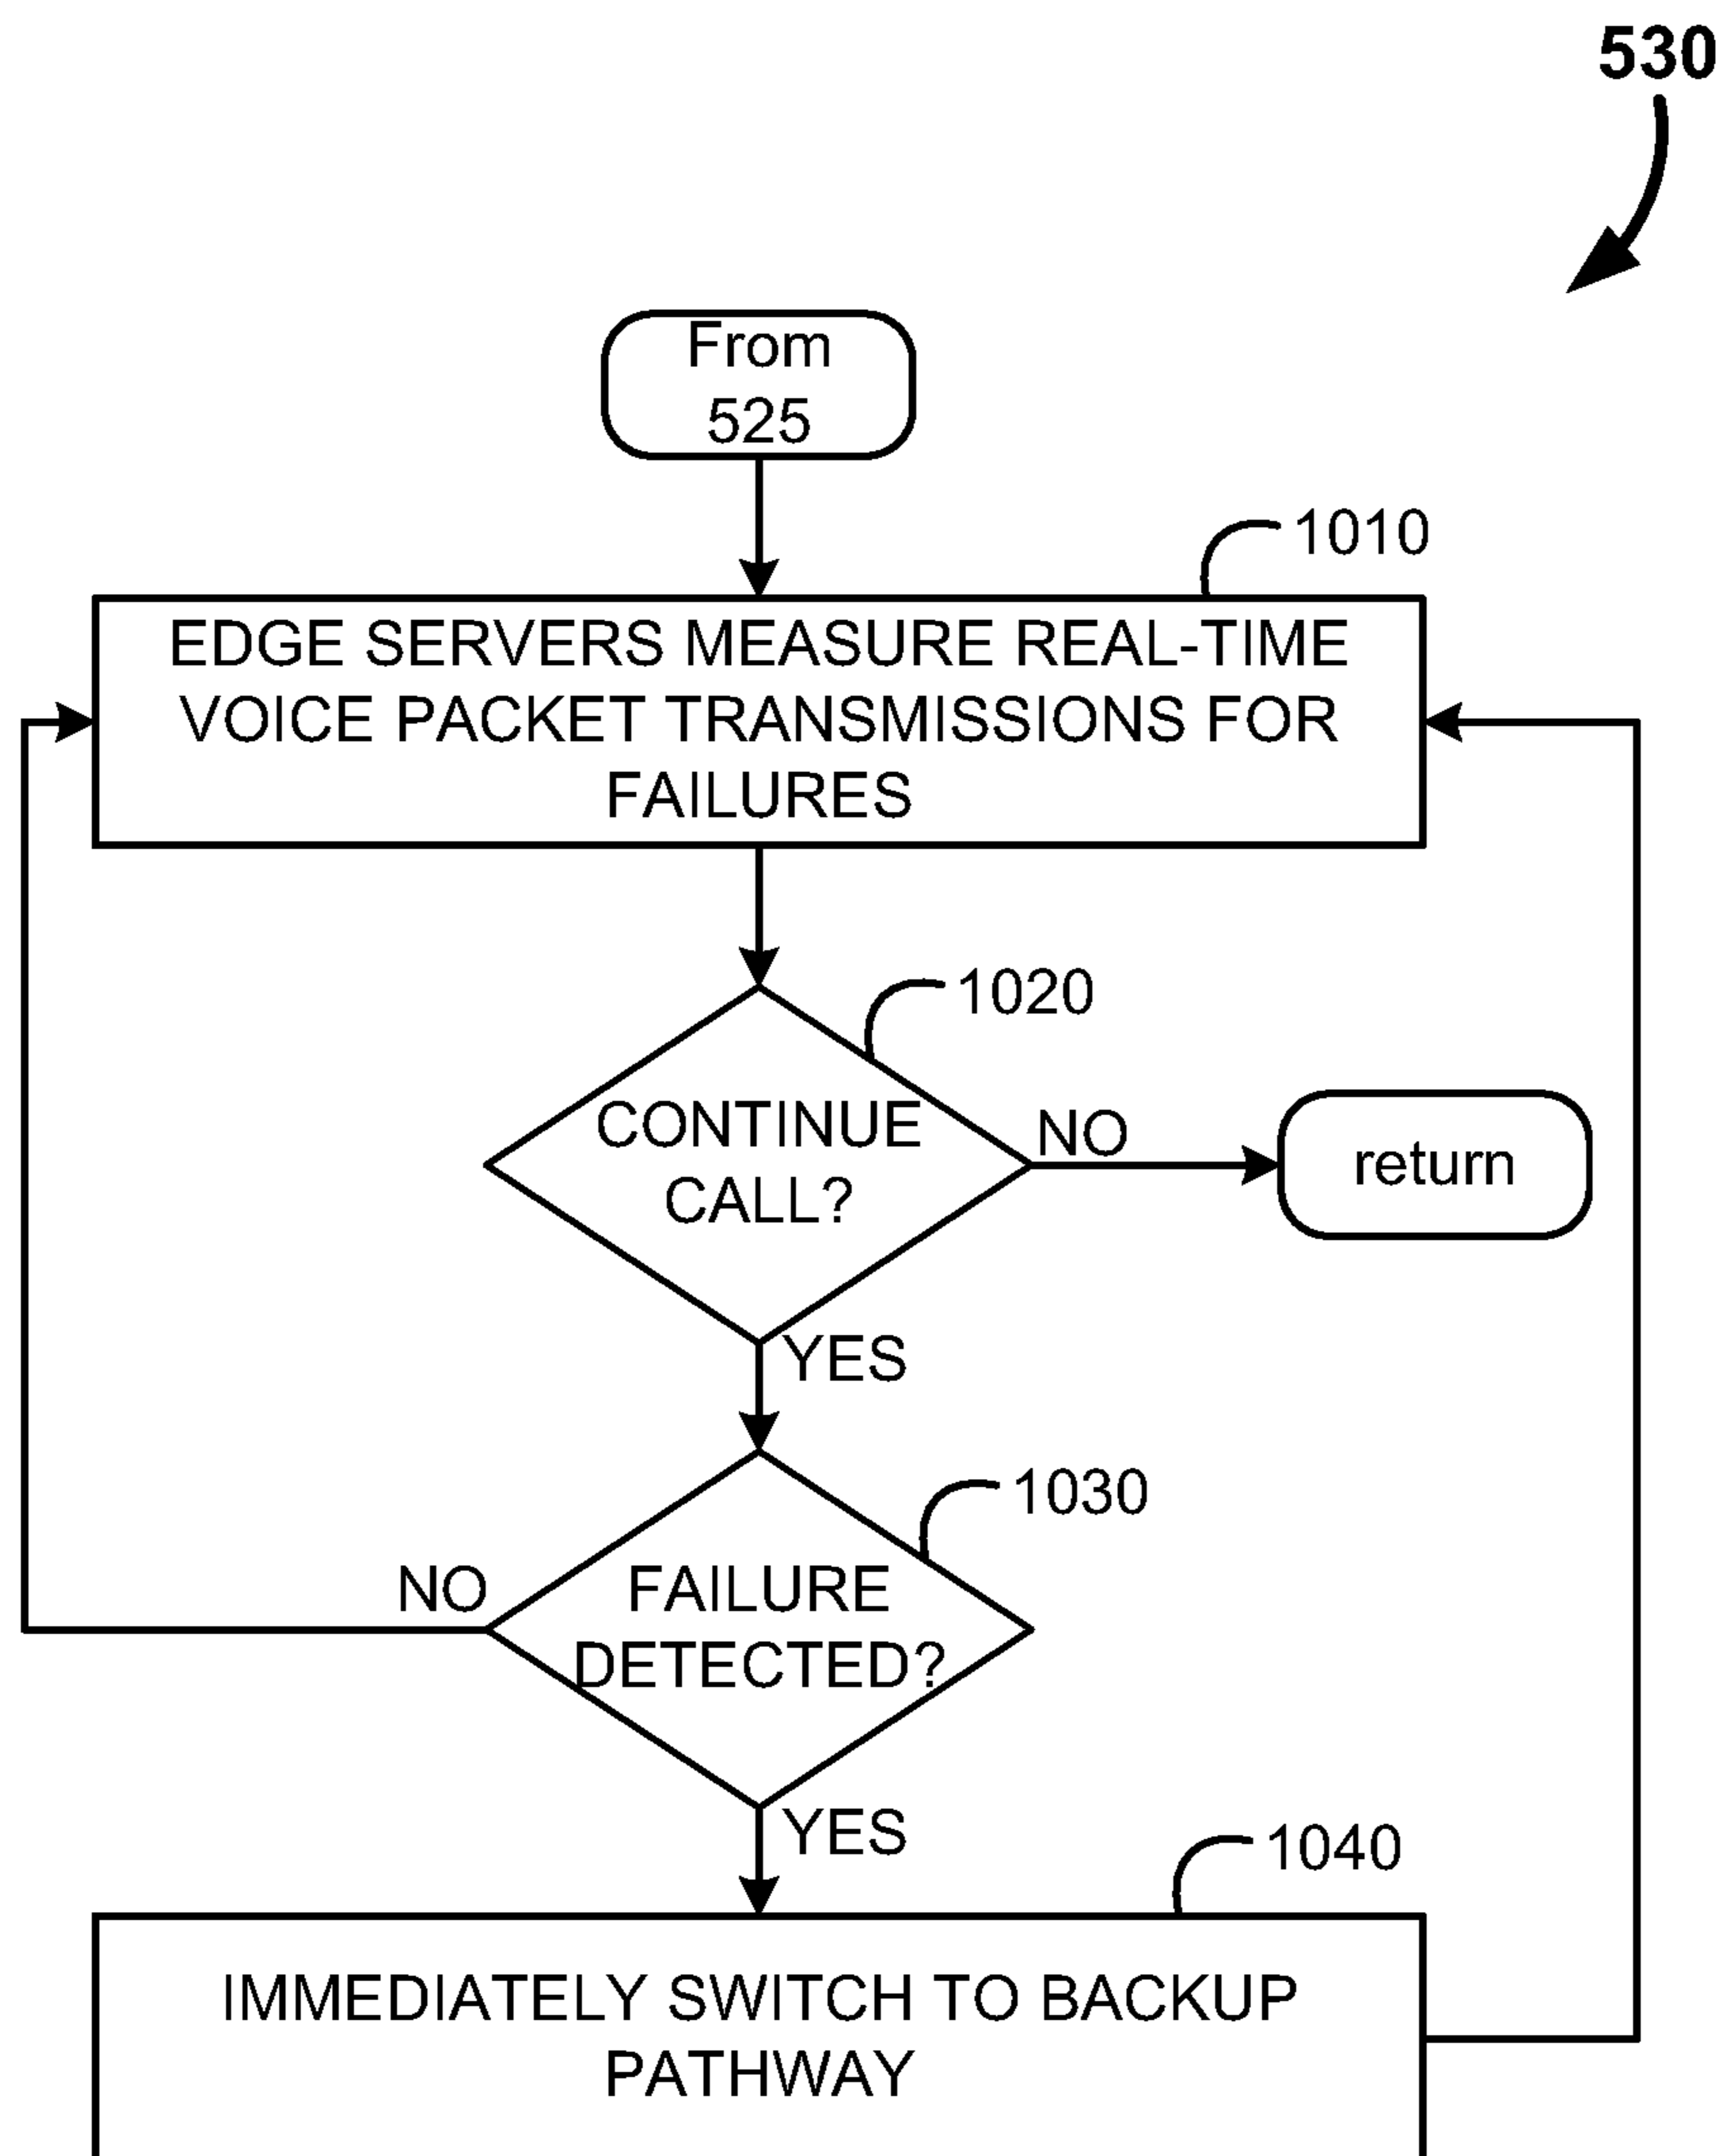 530
From
525
1010
EDGE SERVERS MEASURE REAL-TIME
VOICE PACKET TRANSMISSIONS FOR
FAILURES
1020
CONTINUE
CALL?
NO
return
YES
1030
NO
FAILURE
DETECTED?
YES
1040
IMMEDIATELY SWITCH TO BACKUP
PATHWAY